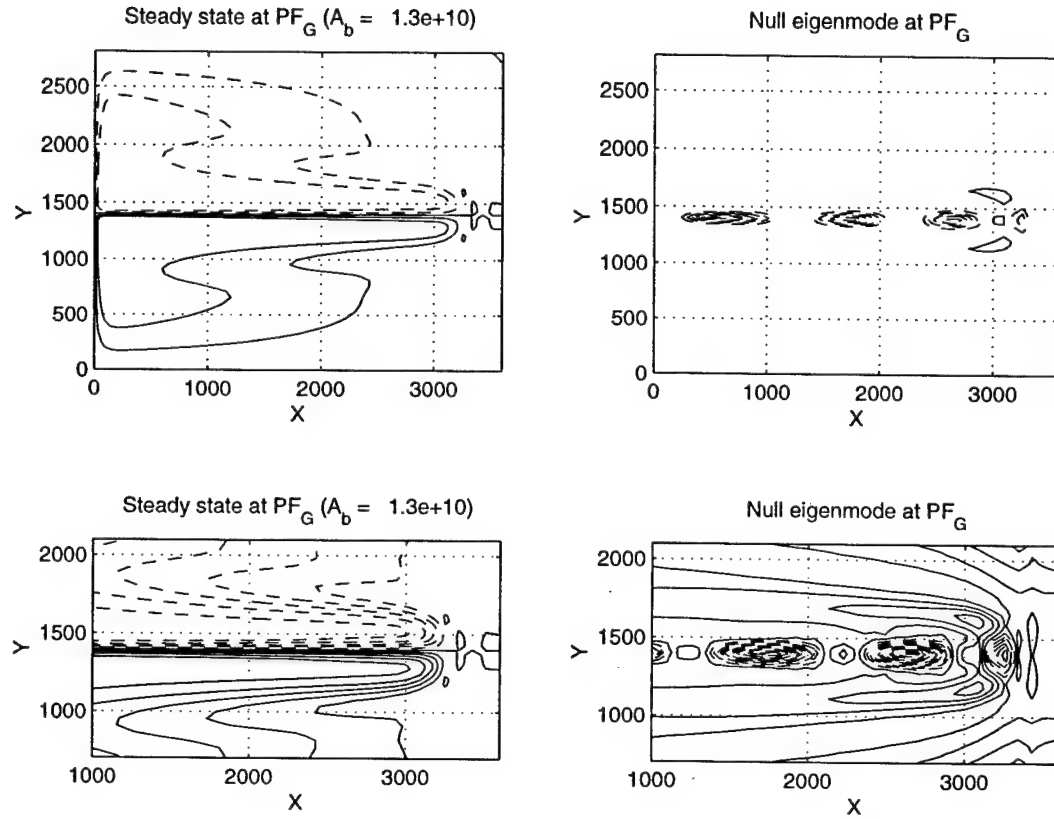 Steady state at PF_G (A_b = 1.3e+10)
2500
2000
1500
1000
500
0
Y
0 1000 2000 3000
X
Null eigenmode at PF_G
2500
2000
1500
1000
500
0
Y
0 1000 2000 3000
X
Steady state at PF_G (A_b = 1.3e+10)
2000
1500
1000
Y
1000 2000 3000
X
Null eigenmode at PF_G
2000
1500
1000
Y
1000 2000 3000
X